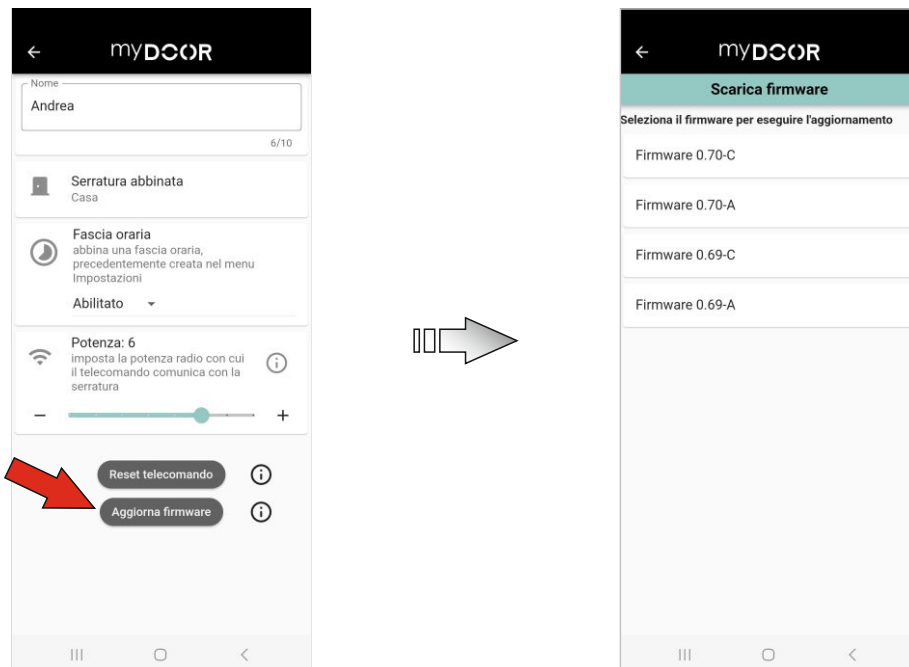 myDOOR
Nome
Andrea
6/10
Serratura abbinata
Casa
Fascia oraria
abbina una fascia oraria,
precedentemente creata nel menu
Impostazioni
Abilitato
Potenza: 6
imposta la potenza radio con cui
il telecomando comunica con la
serratura
Reset telecomando
Aggiorna firmware
myDOOR
Scarica firmware
Seleziona il firmware per eseguire l'aggiornamento
Firmware 0.70-C
Firmware 0.70-A
Firmware 0.69-C
Firmware 0.69-A